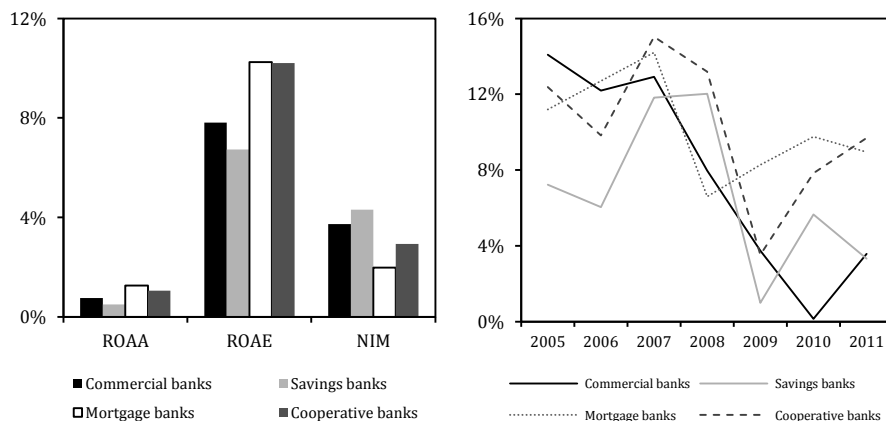 12%
8%
4%
0%
ROAA ROAE NIM
Commercial banks Savings banks
Mortgage banks Cooperative banks
16%
12%
8%
4%
0%
2005 2006 2007 2008 2009 2010 2011
Commercial banks Savings banks
Mortgage banks Cooperative banks